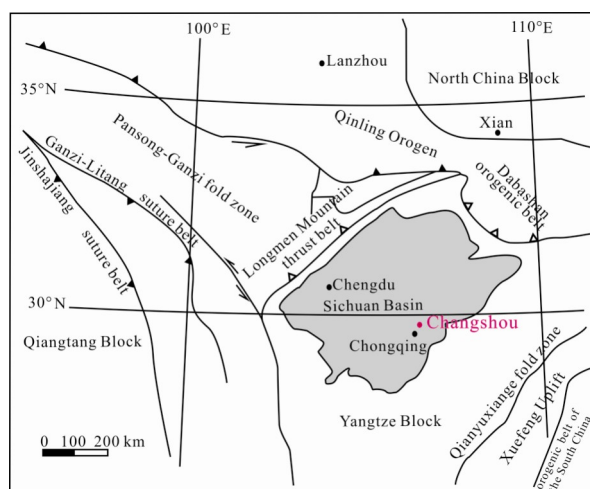 100°E
110°E
Lanzhou
North China Block
35°N
Xian
Qinling Orogen
Pansong-Ganzi fold zone
Ganzi-Litang suture belt
Jinshajiang suture belt
Dabashan
orogenic belt
Longmen Mountain
thrust belt
Chengdu
Sichuan Basin
30°N
Changshou
Chongqing
Qiangtang Block
Yangtze Block
Qianyuxiange fold zone
Xuefeng Uplift
orogenic belt of
the South China
0 100 200 km